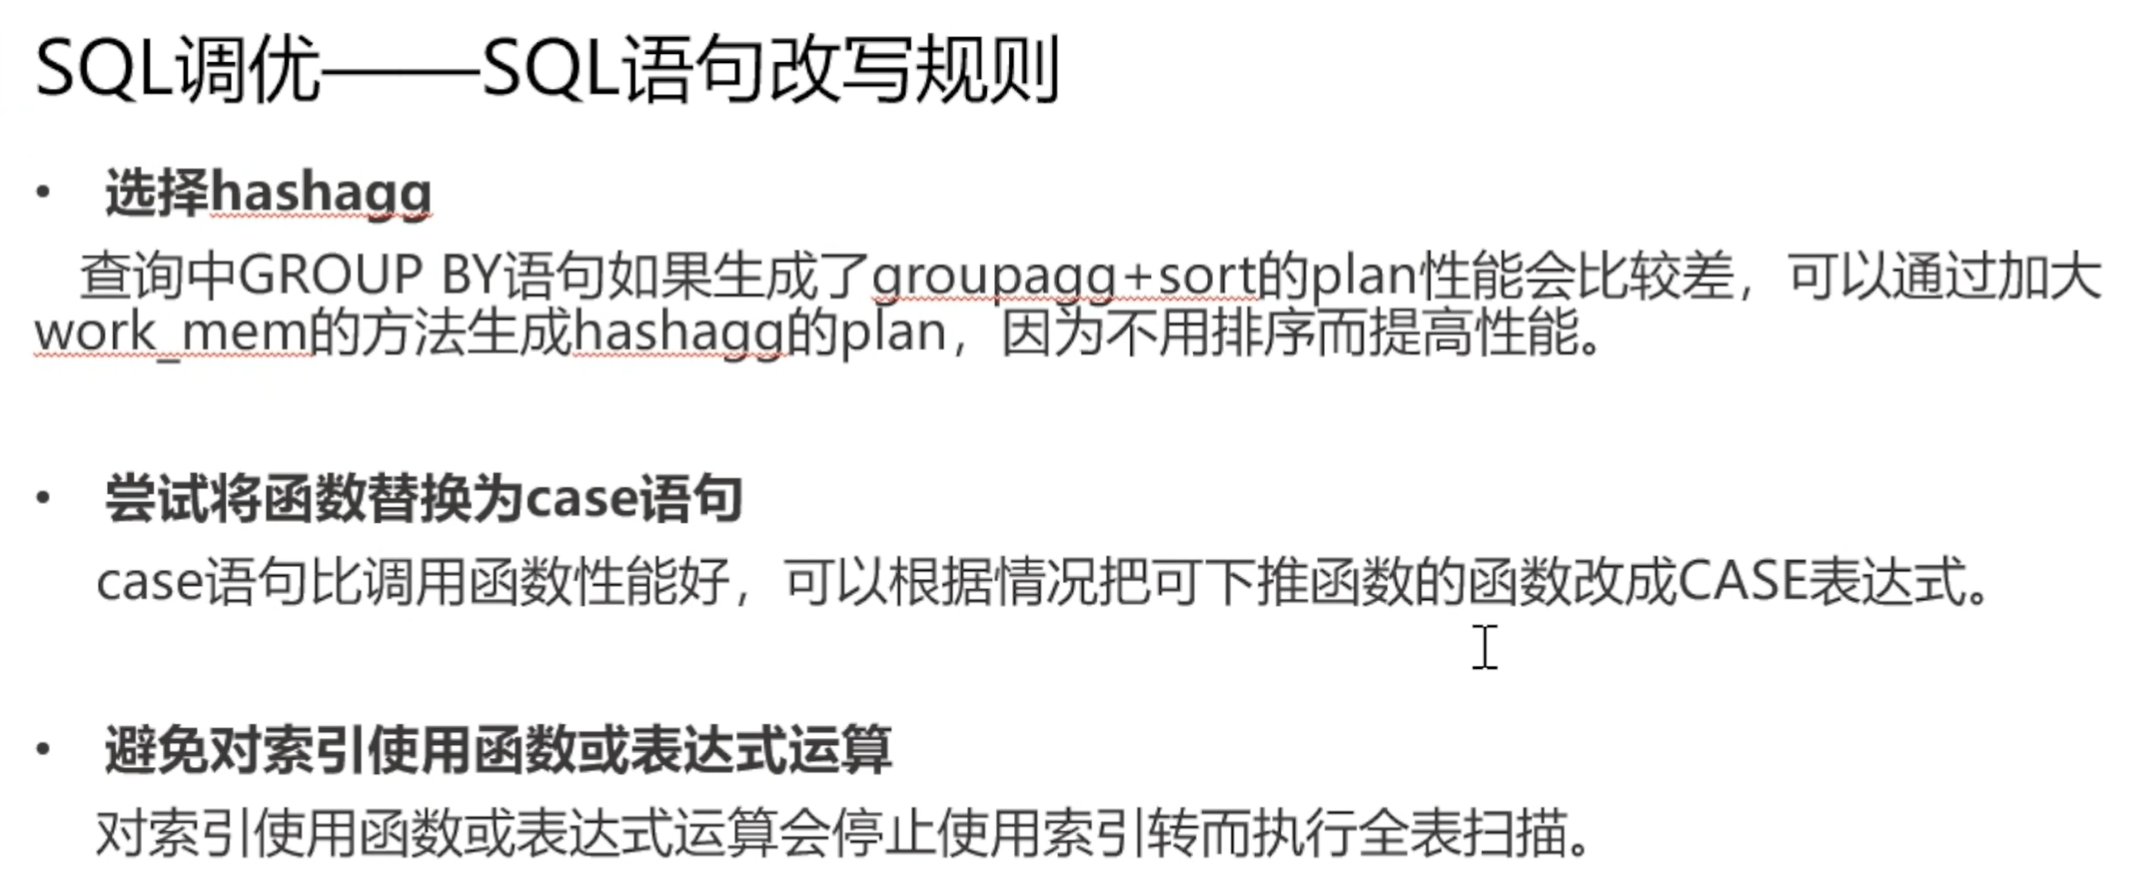 SQL调优——SQL语句改写规则
• 选择hashagg
查询中GROUP BY语句如果生成了groupagg+sort的plan性能会比较差，可以通过加大
work_mem的方法生成hashagg的plan，因为不用排序而提高性能。
• 尝试将函数替换为case语句
case语句比调用函数性能好，可以根据情况把可下推函数的函数改成CASE表达式。
• 避免对索引使用函数或表达式运算
对索引使用函数或表达式运算会停止使用索引转而执行全表扫描。